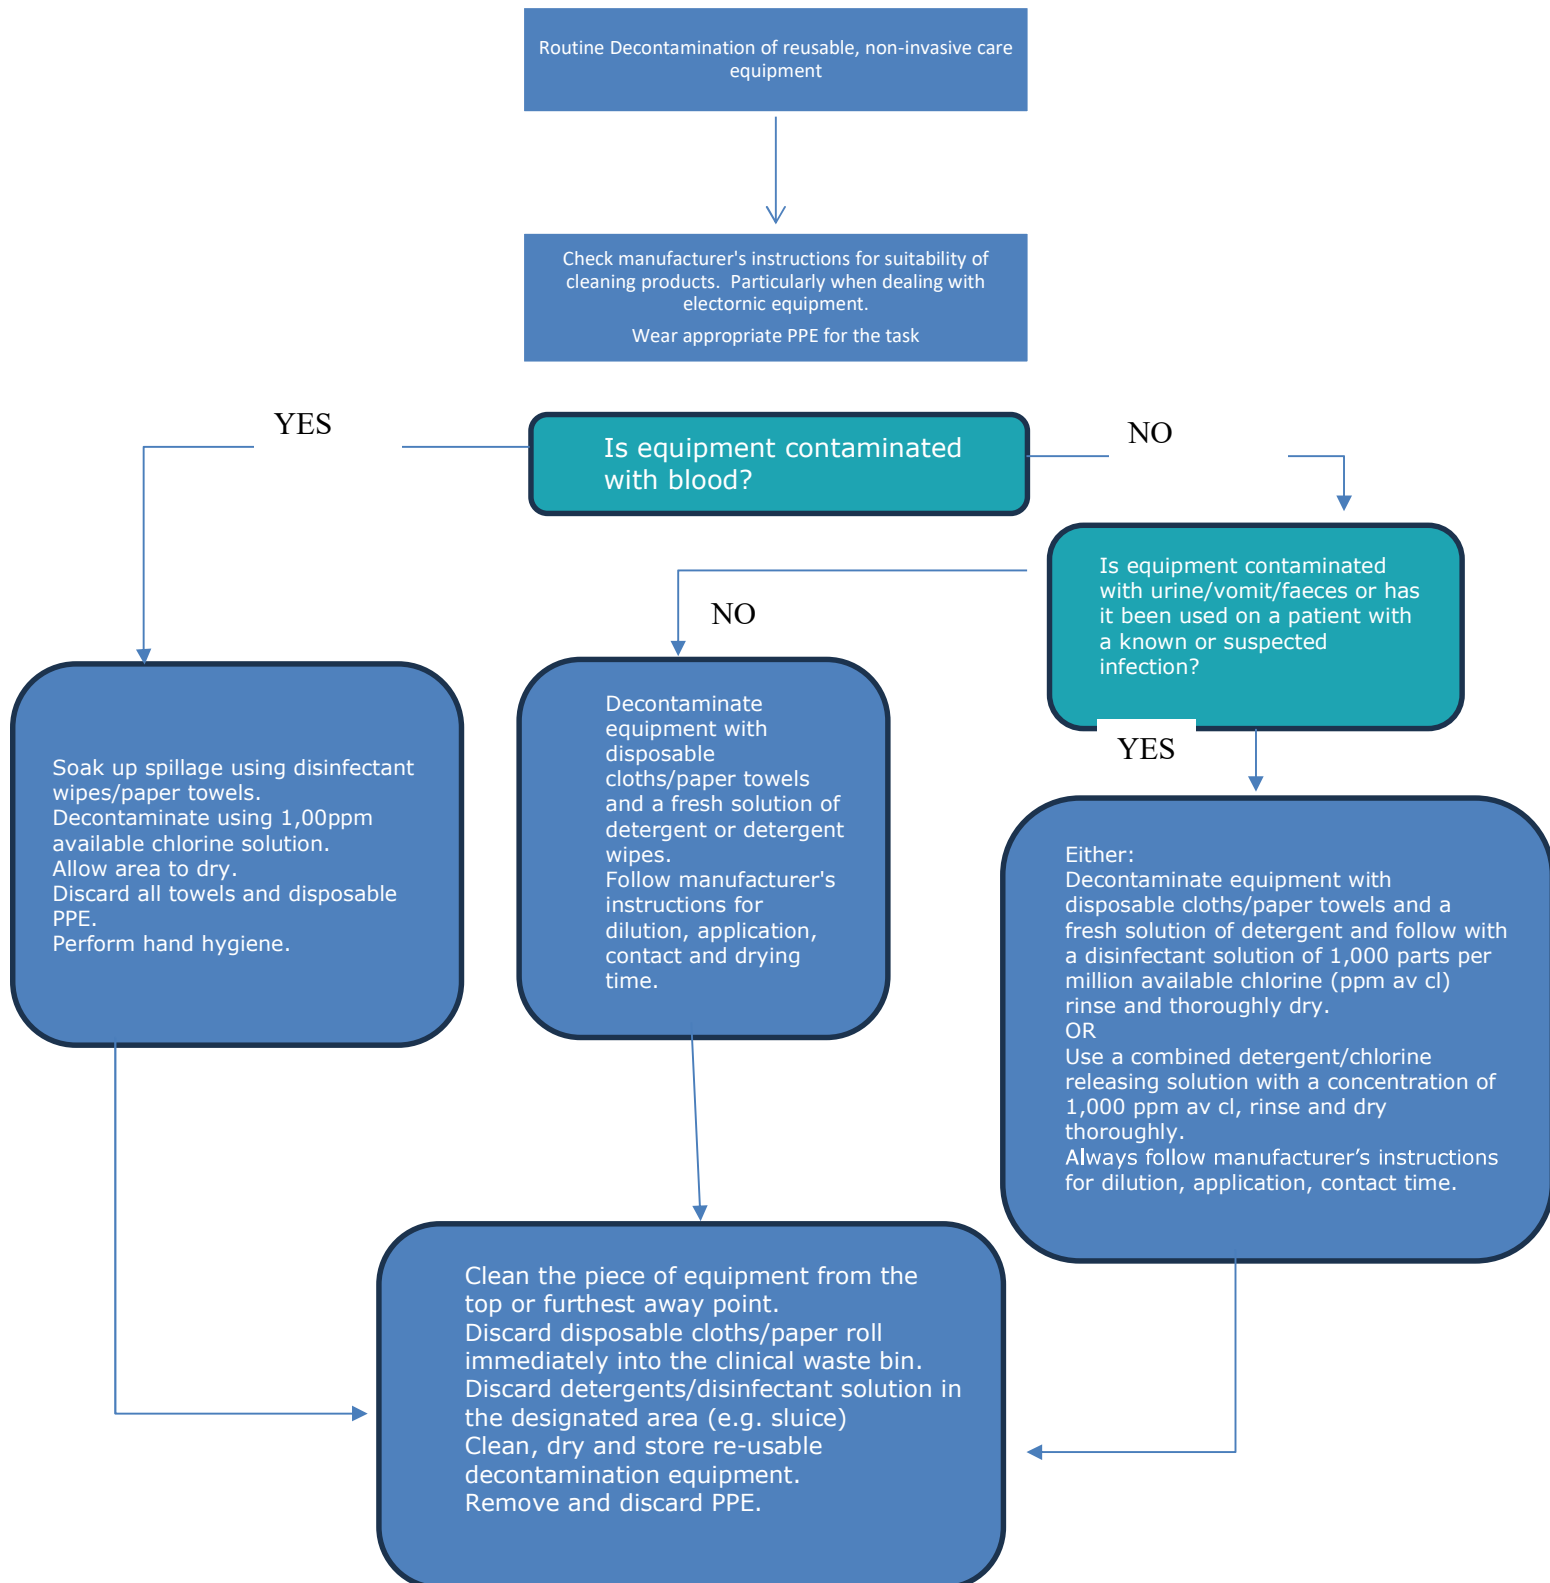 Routine Decontamination of reusable, non-invasive care
equipment
Check manufacturer's instructions for suitability of
cleaning products.  Particularly when dealing with
electornic equipment.
Wear appropriate PPE for the task
YES
Is equipment contaminated
with blood?
NO
Is equipment contaminated
with urine/vomit/faeces or has
it been used on a patient with
a known or suspected
infection?
NO
YES
Soak up spillage using disinfectant
wipes/paper towels.
Decontaminate using 1,00ppm
available chlorine solution.
Allow area to dry.
Discard all towels and disposable
PPE.
Perform hand hygiene.
Decontaminate
equipment with
disposable
cloths/paper towels
and a fresh solution of
detergent or detergent
wipes.
Follow manufacturer's
instructions for
dilution, application,
contact and drying
time.
Either:
Decontaminate equipment with
disposable cloths/paper towels and a
fresh solution of detergent and follow with
a disinfectant solution of 1,000 parts per
million available chlorine (ppm av cl)
rinse and thoroughly dry.
OR
Use a combined detergent/chlorine
releasing solution with a concentration of
1,000 ppm av cl, rinse and dry
thoroughly.
Always follow manufacturer’s instructions
for dilution, application, contact time.
Clean the piece of equipment from the
top or furthest away point.
Discard disposable cloths/paper roll
immediately into the clinical waste bin.
Discard detergents/disinfectant solution in
the designated area (e.g. sluice)
Clean, dry and store re-usable
decontamination equipment.
Remove and discard PPE.